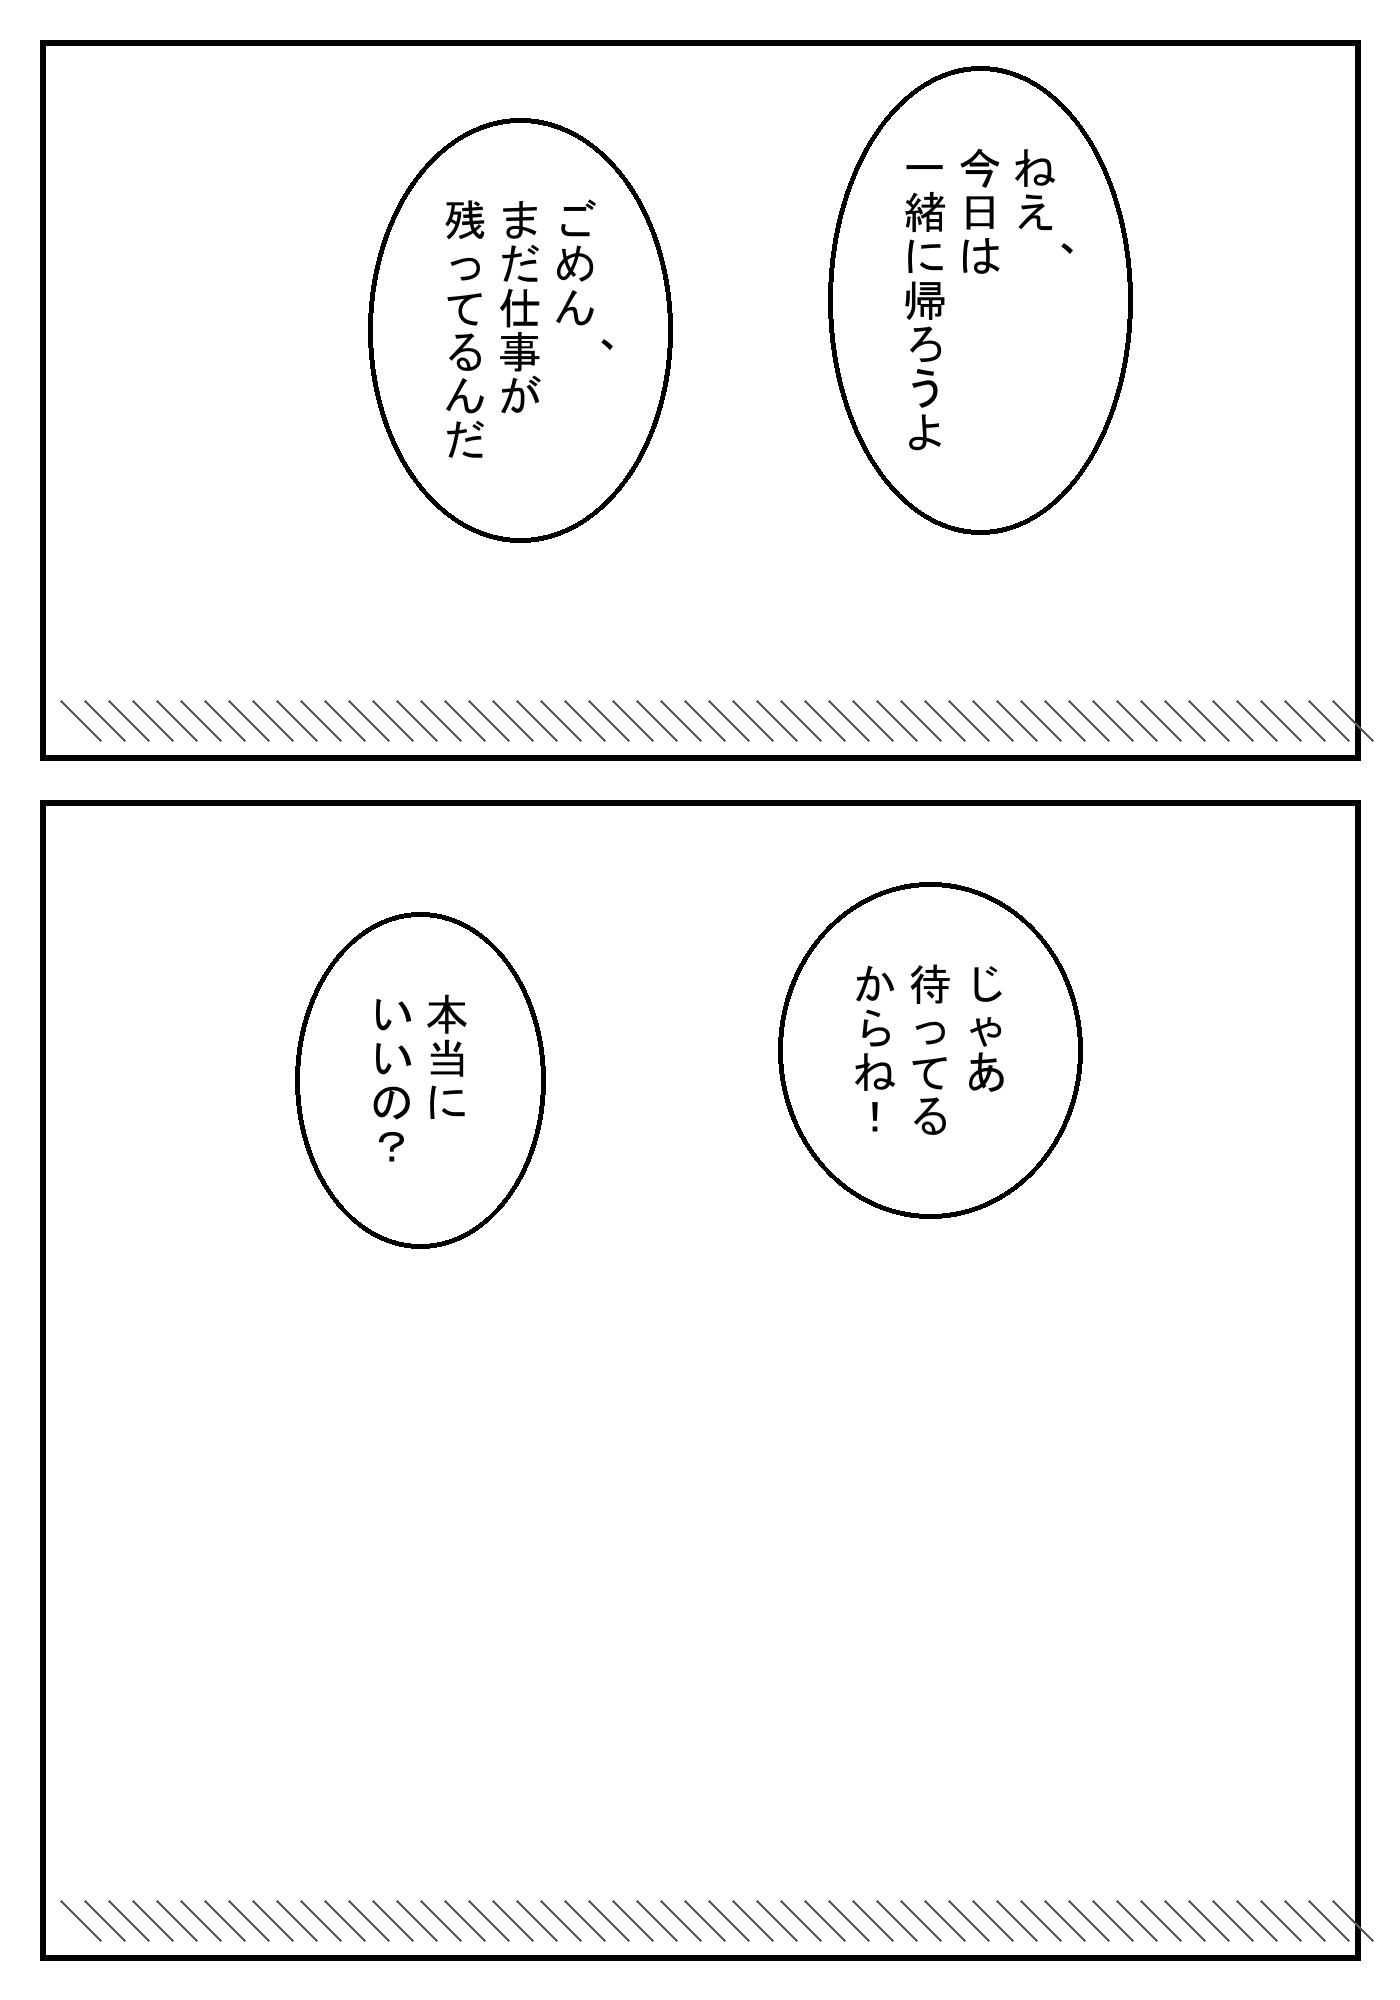 ねえ、
今日は
一緒に帰ろうよ
ごめん、
まだ仕事が
残ってるんだ
じゃあ
待ってる
からね！
本当に
いいの？